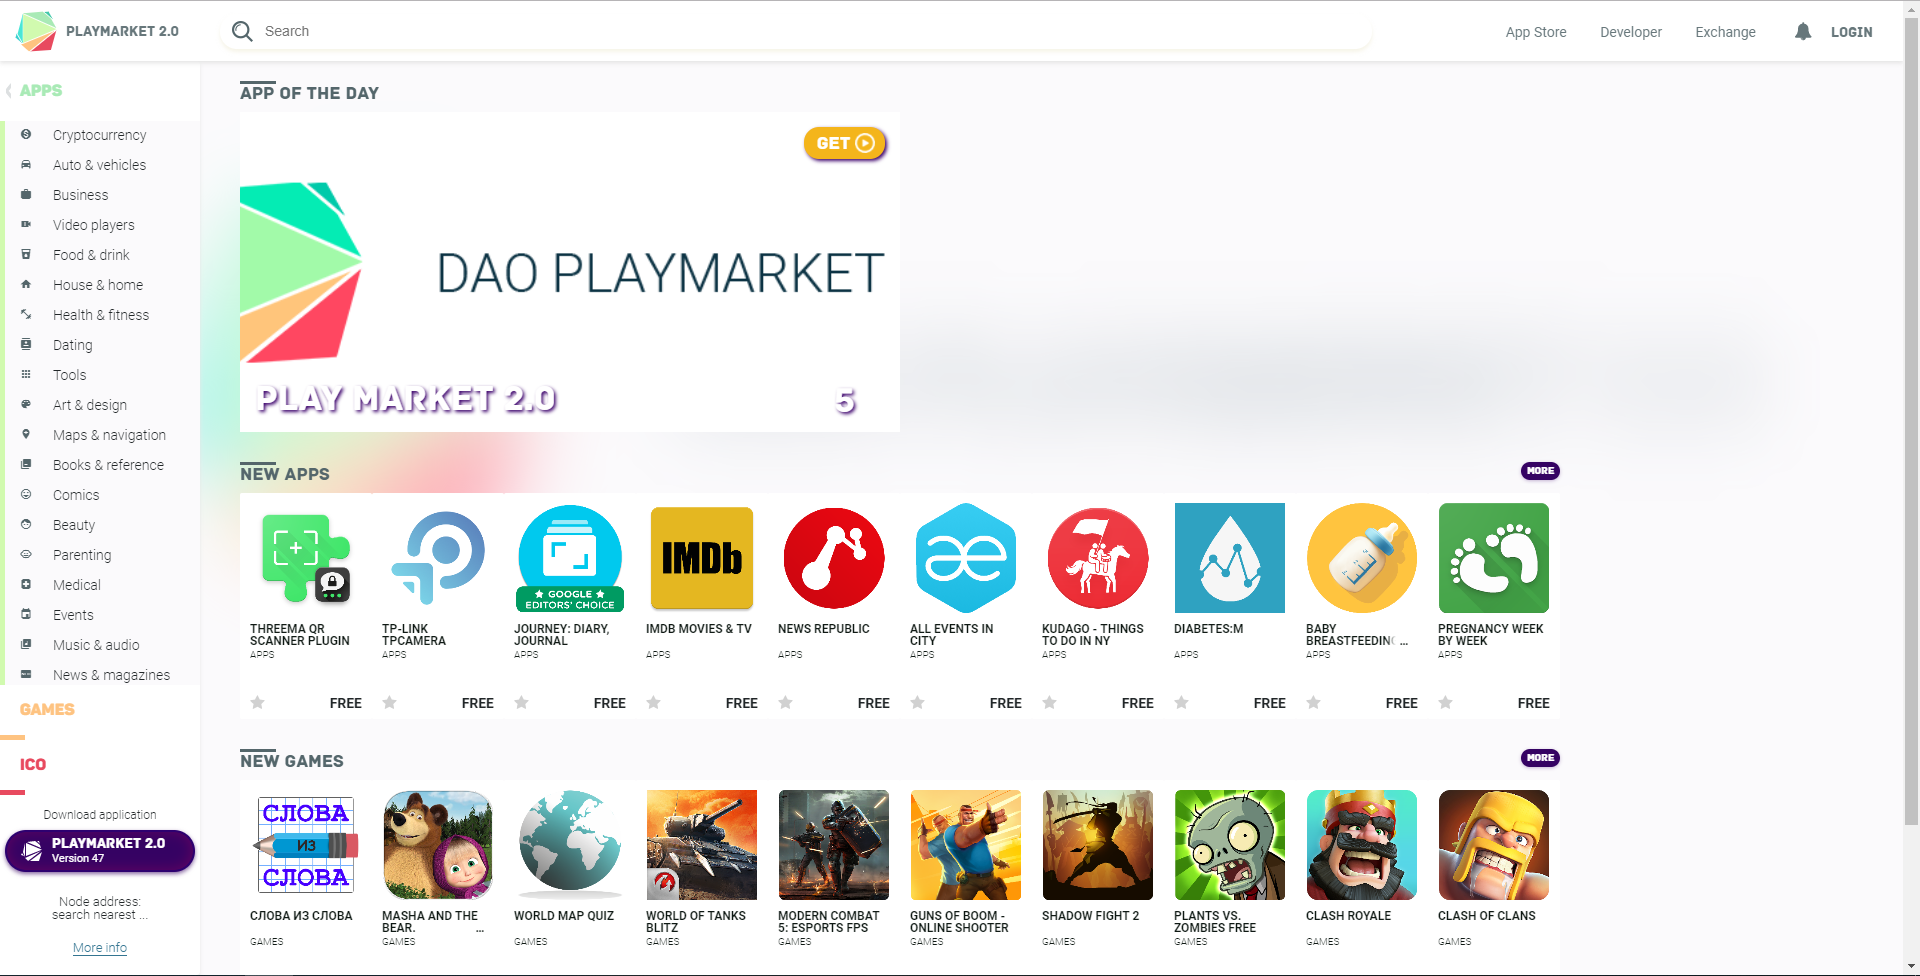 PLAYMARKET 2.0
Search
App Store
Developer
Exchange
LOGIN
APPS
Cryptocurrency
Auto & vehicles
Business
Video players
Food & drink
House & home
Health & fitness
Dating
Tools
Art & design
Maps & navigation
Books & reference
Comics
Beauty
Parenting
Medical
Events
Music & audio
News & magazines
GAMES
ICO
Download application
PLAYMARKET 2.0
Version 47
Node address:
search nearest ...
More info
APP OF THE DAY
GET
DAO PLAYMARKET
PLAY MARKET 2.0
5
NEW APPS
MORE
IMDb
GOOGLE
EDITORS' CHOICE
THREEMA QR
SCANNER PLUGIN
APPS
FREE
TP-LINK
TPCAMERA
APPS
FREE
JOURNEY: DIARY,
JOURNAL
APPS
FREE
IMDB MOVIES & TV
APPS
FREE
NEWS REPUBLIC
APPS
FREE
ALL EVENTS IN
CITY
APPS
FREE
KUDAGO - THINGS
TO DO IN NY
APPS
FREE
DIABETES:M
APPS
FREE
BABY
BREASTFEEDING ...
APPS
FREE
PREGNANCY WEEK
BY WEEK
APPS
FREE
NEW GAMES
MORE
СЛОВА
ИЗ
СЛОВА
СЛОВА ИЗ СЛОВА
GAMES
MASHA AND THE
BEAR. ...
GAMES
WORLD MAP QUIZ
GAMES
WORLD OF TANKS
BLITZ
GAMES
MODERN COMBAT
5: ESPORTS FPS
GAMES
GUNS OF BOOM -
ONLINE SHOOTER
GAMES
SHADOW FIGHT 2
GAMES
PLANTS VS.
ZOMBIES FREE
GAMES
CLASH ROYALE
GAMES
CLASH OF CLANS
GAMES